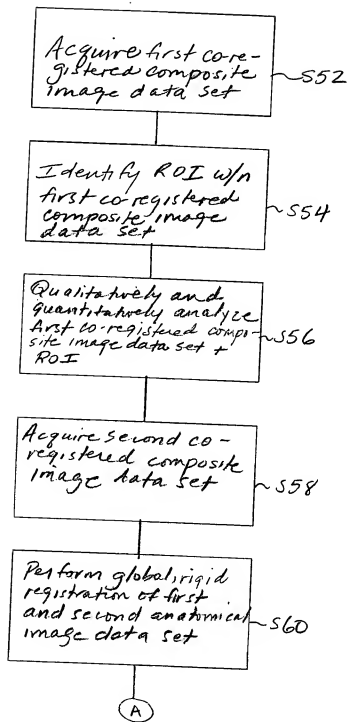 Acquire first co-re-
gistered composite
image data set
S52
Identify ROI w/n
first co-registered
composite image
data set
S54
Qualitatively and
quantitatively analyze
first co-registered compo-
site image data set +
ROI
S56
Acquire second co-
registered composite
image data set
S58
Perform global, rigid
registration of first
and second anatomical
image data set
S60
A